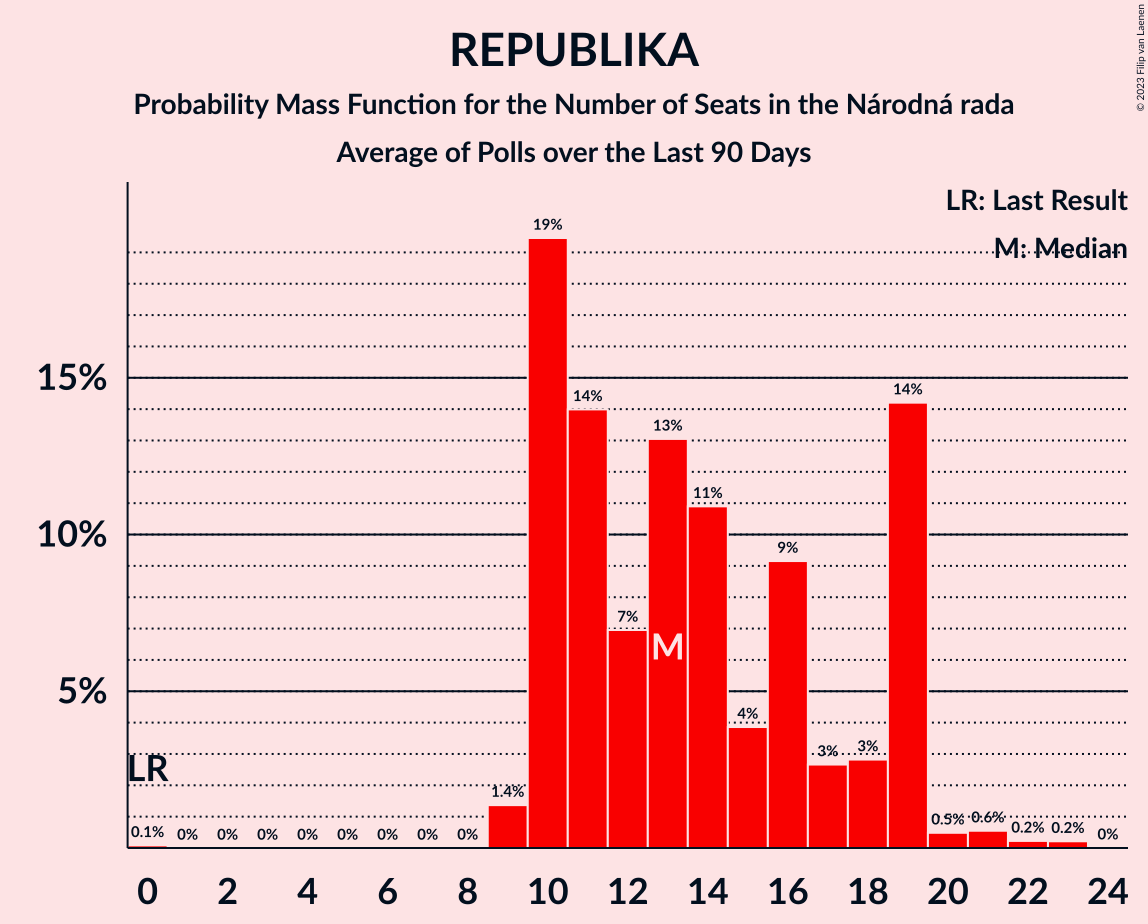 REPUBLIKA
Probability Mass Function for the Number of Seats in the Národná rada
Average of Polls over the Last 90 Days
© 2023 Filip van Laenen
LR: Last Result
M: Median
15%
10%
5%
LR
M
0.1% 0% 0% 0% 0% 0% 0% 0% 0% 1.4% 19% 14% 7% 13% 11% 4% 9% 3% 3% 14% 0.5% 0.6% 0.2% 0.2% 0%
0 2 4 6 8 10 12 14 16 18 20 22 24